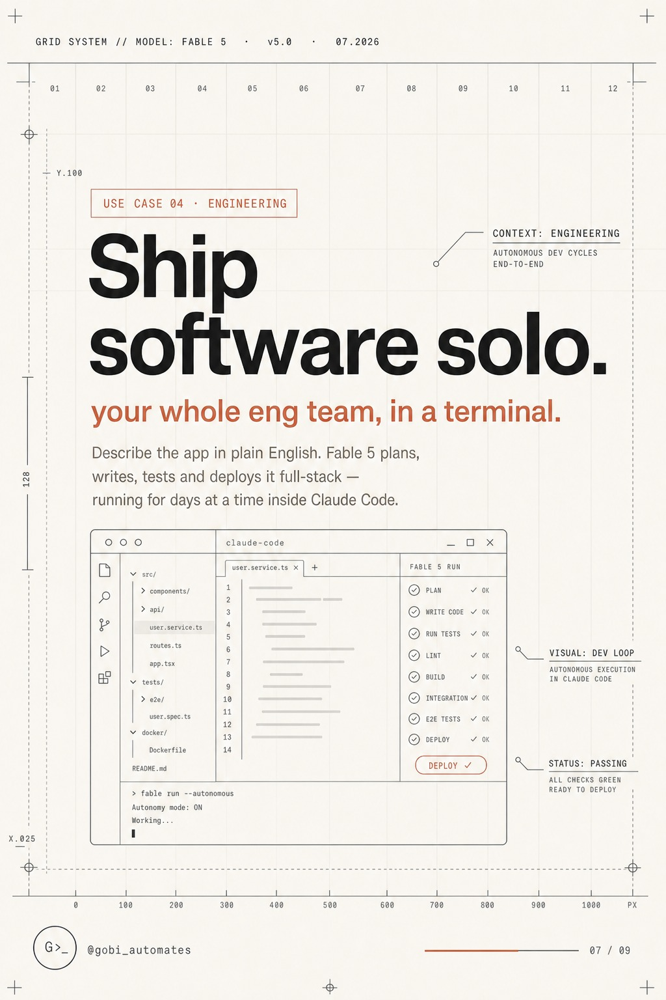 GRID SYSTEM // MODEL: FABLE 5 · v5.0 · 07.2026
01 02 03 04 05 06 07 08 09 10 11 12
Y.100
USE CASE 04 · ENGINEERING
Ship
software solo.
CONTEXT: ENGINEERING
AUTONOMOUS DEV CYCLES
END-TO-END
your whole eng team, in a terminal.
Describe the app in plain English. Fable 5 plans,
writes, tests and deploys it full-stack —
running for days at a time inside Claude Code.
128
claude-code
src/
components/
api/
user.service.ts
routes.ts
app.tsx
tests/
e2e/
user.spec.ts
docker/
Dockerfile
README.md
user.service.ts × +
1
2
3
4
5
6
7
8
9
10
11
12
13
14
FABLE 5 RUN
PLAN ✓ OK
WRITE CODE ✓ OK
RUN TESTS ✓ OK
LINT ✓ OK
BUILD ✓ OK
INTEGRATION ✓ OK
E2E TESTS ✓ OK
DEPLOY ✓ OK
DEPLOY ✓
> fable run --autonomous
Autonomy mode: ON
Working...
VISUAL: DEV LOOP
AUTONOMOUS EXECUTION
IN CLAUDE CODE
STATUS: PASSING
ALL CHECKS GREEN
READY TO DEPLOY
X.025
0 100 200 300 400 500 600 700 800 900 1000 PX
G>_
@gobi_automates
07 / 09